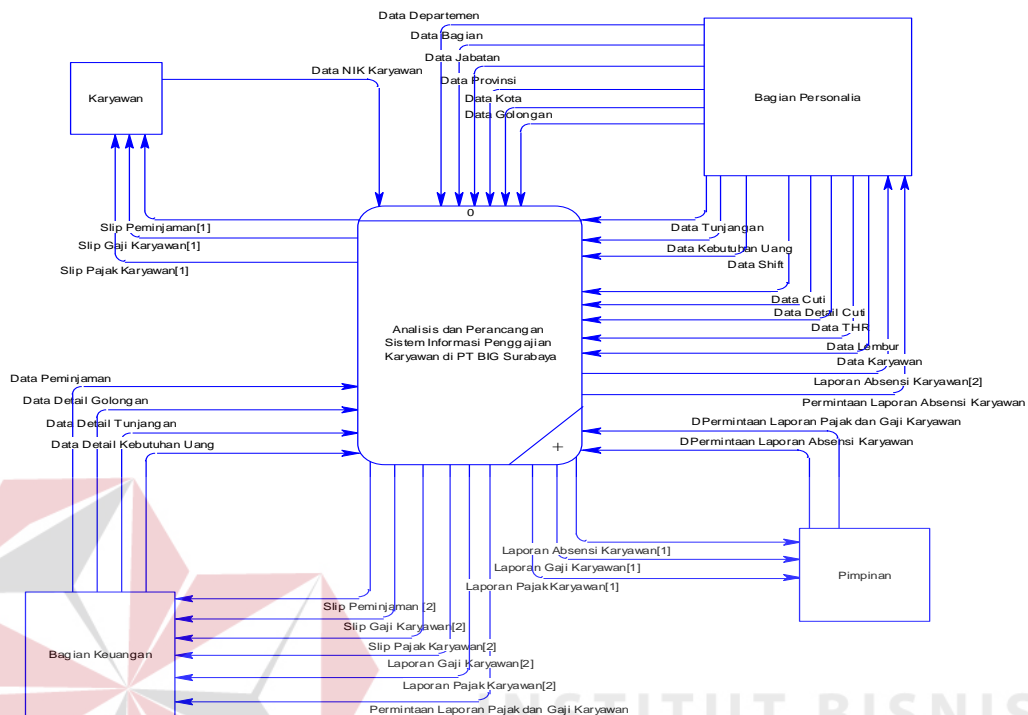 Data Departemen
Data Bagian
Data Jabatan
Data NIK Karyawan
Data Provinsi
Data Kota
Data Golongan
Karyawan
Bagian Personalia
0
Slip Peminjaman[1]
Slip Gaji Karyawan[1]
Slip Pajak Karyawan[1]
Data Tunjangan
Data Kebutuhan Uang
Data Shift
Data Cuti
Data Detail Cuti
Data THR
Data Lembur
Data Karyawan
Laporan Absensi Karyawan[2]
Permintaan Laporan Absensi Karyawan
Analisis dan Perancangan
Sistem Informasi Penggajian
Karyawan di PT BIG Surabaya
+
Data Peminjaman
Data Detail Golongan
Data Detail Tunjangan
Data Detail Kebutuhan Uang
DPermintaan Laporan Pajak dan Gaji Karyawan
DPermintaan Laporan Absensi Karyawan
Laporan Absensi Karyawan[1]
Laporan Gaji Karyawan[1]
Laporan Pajak Karyawan[1]
Pimpinan
Slip Peminjaman [2]
Slip Gaji Karyawan[2]
Slip Pajak Karyawan[2]
Laporan Gaji Karyawan[2]
Laporan Pajak Karyawan[2]
Permintaan Laporan Pajak dan Gaji Karyawan
Bagian Keuangan
INSTITUT BISNIS